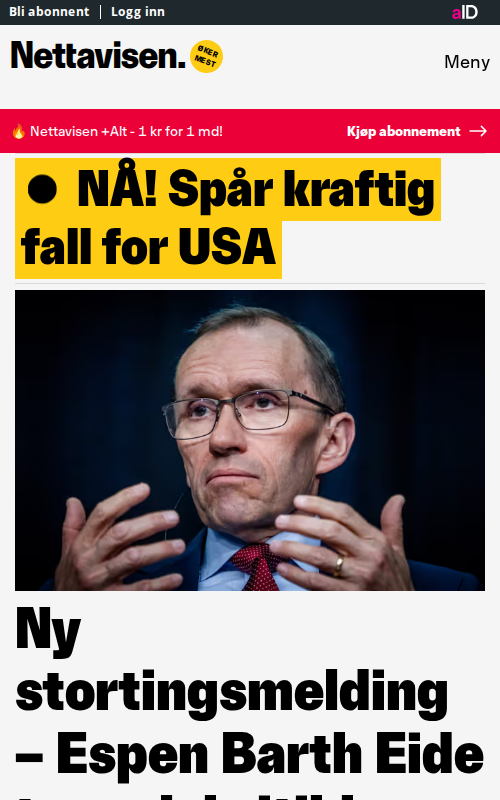 Bli abonnent | Logg inn
aID
Nettavisen.
ØKER
MEST
Meny
🔥 Nettavisen +Alt - 1 kr for 1 md!
Kjøp abonnement →
● NÅ! Spår kraftig
fall for USA
Ny
stortingsmelding
– Espen Barth Eide